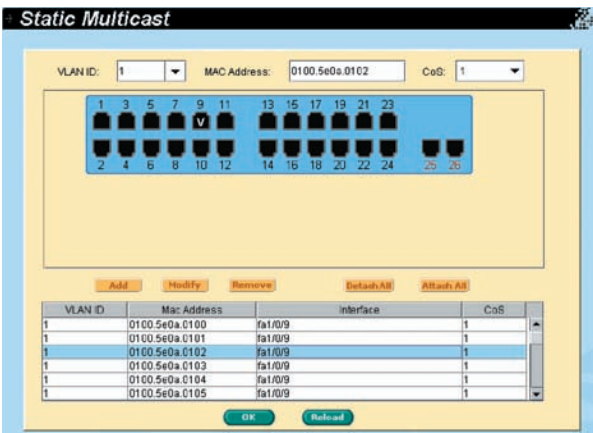 Static Multicast
VLAN ID: 1 MAC Address: 0100.5e0a.0102 CoS: 1
1 3 5 7 9 11 13 15 17 19 21 23
V
2 4 6 8 10 12 14 16 18 20 22 24 25 26
Add Modify Remove Detach All Attach All
VLAN ID Mac Address Interface CoS
1 0100.5e0a.0100 fa1/0/9 1
1 0100.5e0a.0101 fa1/0/9 1
1 0100.5e0a.0102 fa1/0/9 1
1 0100.5e0a.0103 fa1/0/9 1
1 0100.5e0a.0104 fa1/0/9 1
1 0100.5e0a.0105 fa1/0/9 1
OK Reload